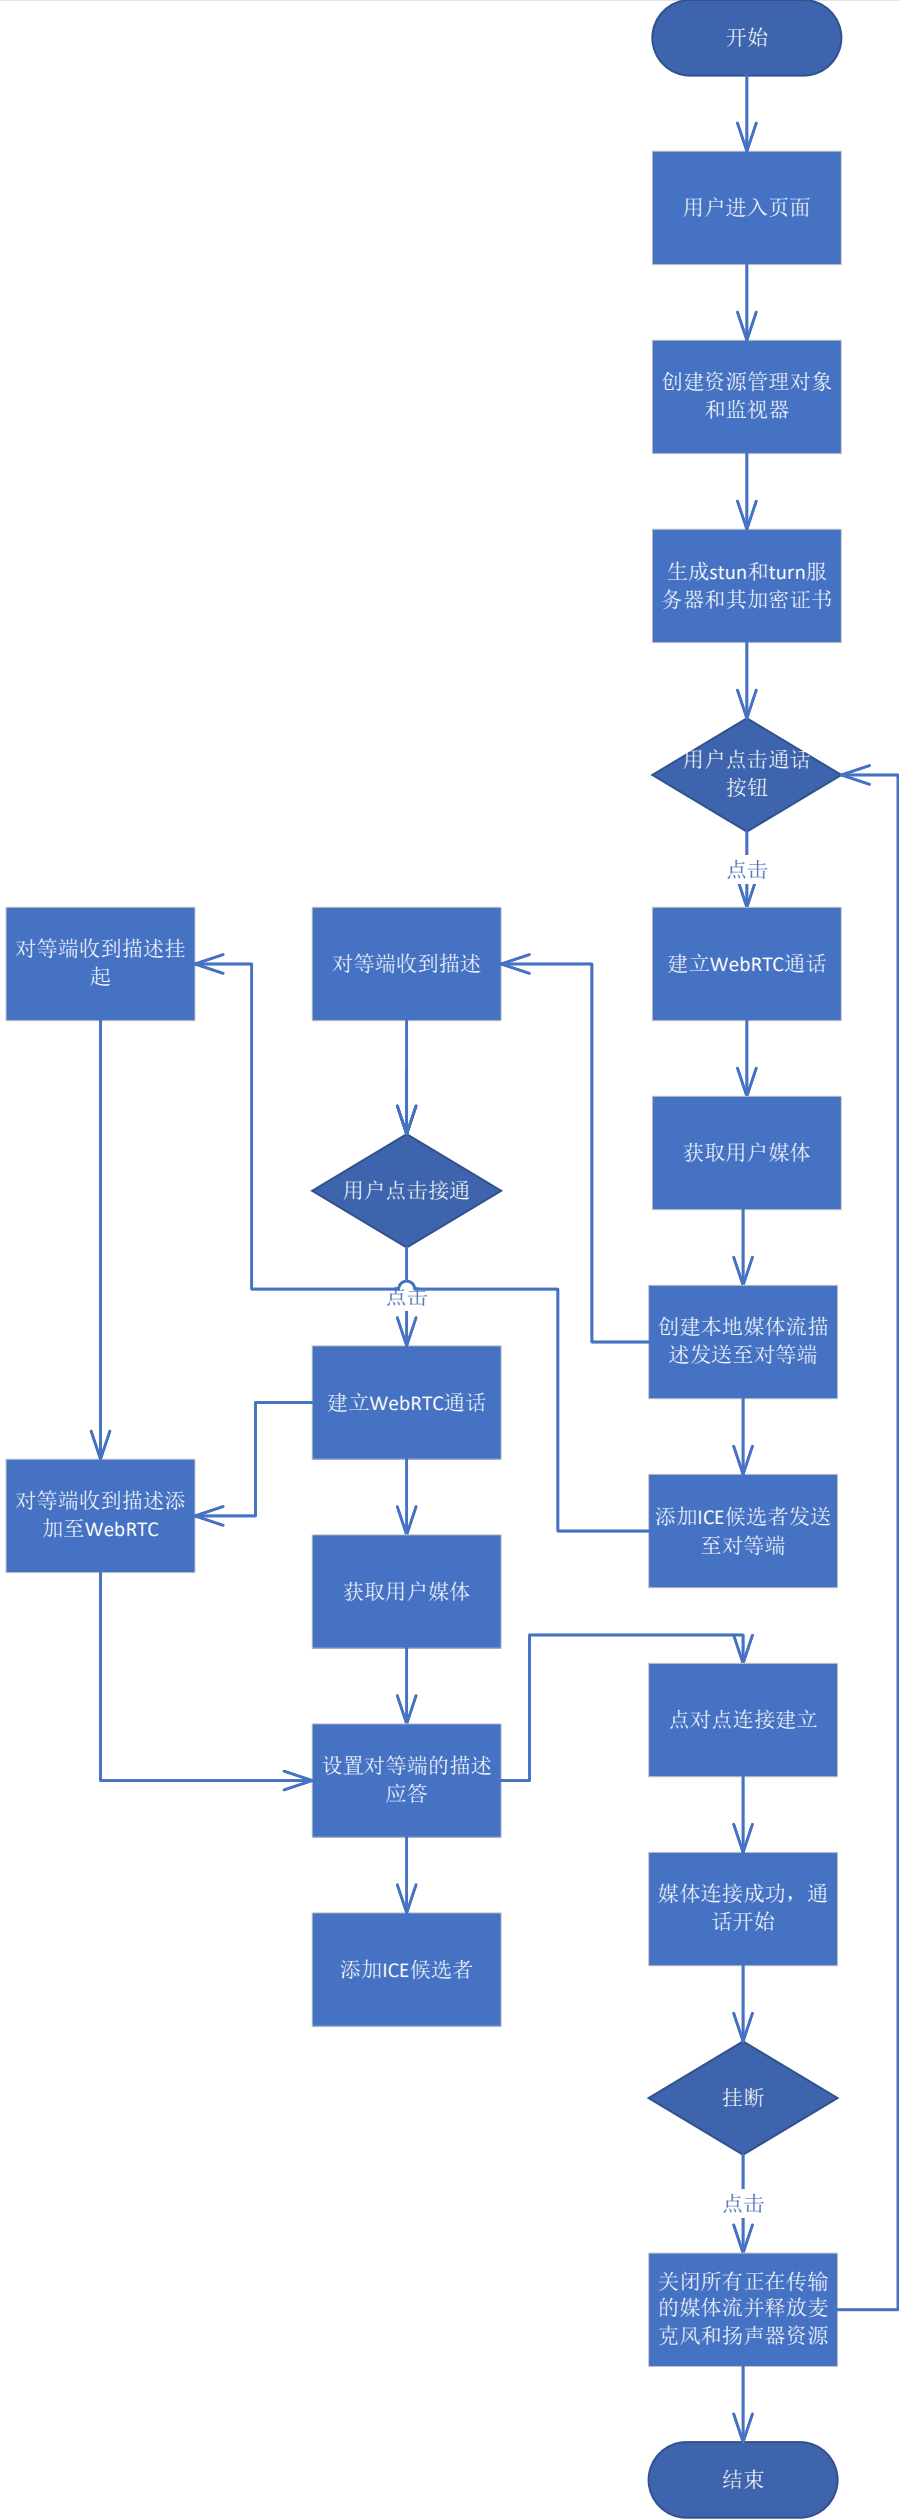 开始
用户进入页面
创建资源管理对象
和监视器
生成stun和turn服
务器和其加密证书
用户点击通话
按钮
点击
对等端收到描述挂
起
对等端收到描述
建立WebRTC通话
获取用户媒体
用户点击接通
点击
创建本地媒体流描
述发送至对等端
建立WebRTC通话
对等端收到描述添
加至WebRTC
添加ICE候选者发送
至对等端
获取用户媒体
点对点连接建立
设置对等端的描述
应答
媒体连接成功，通
话开始
添加ICE候选者
挂断
点击
关闭所有正在传输
的媒体流并释放麦
克风和扬声器资源
结束